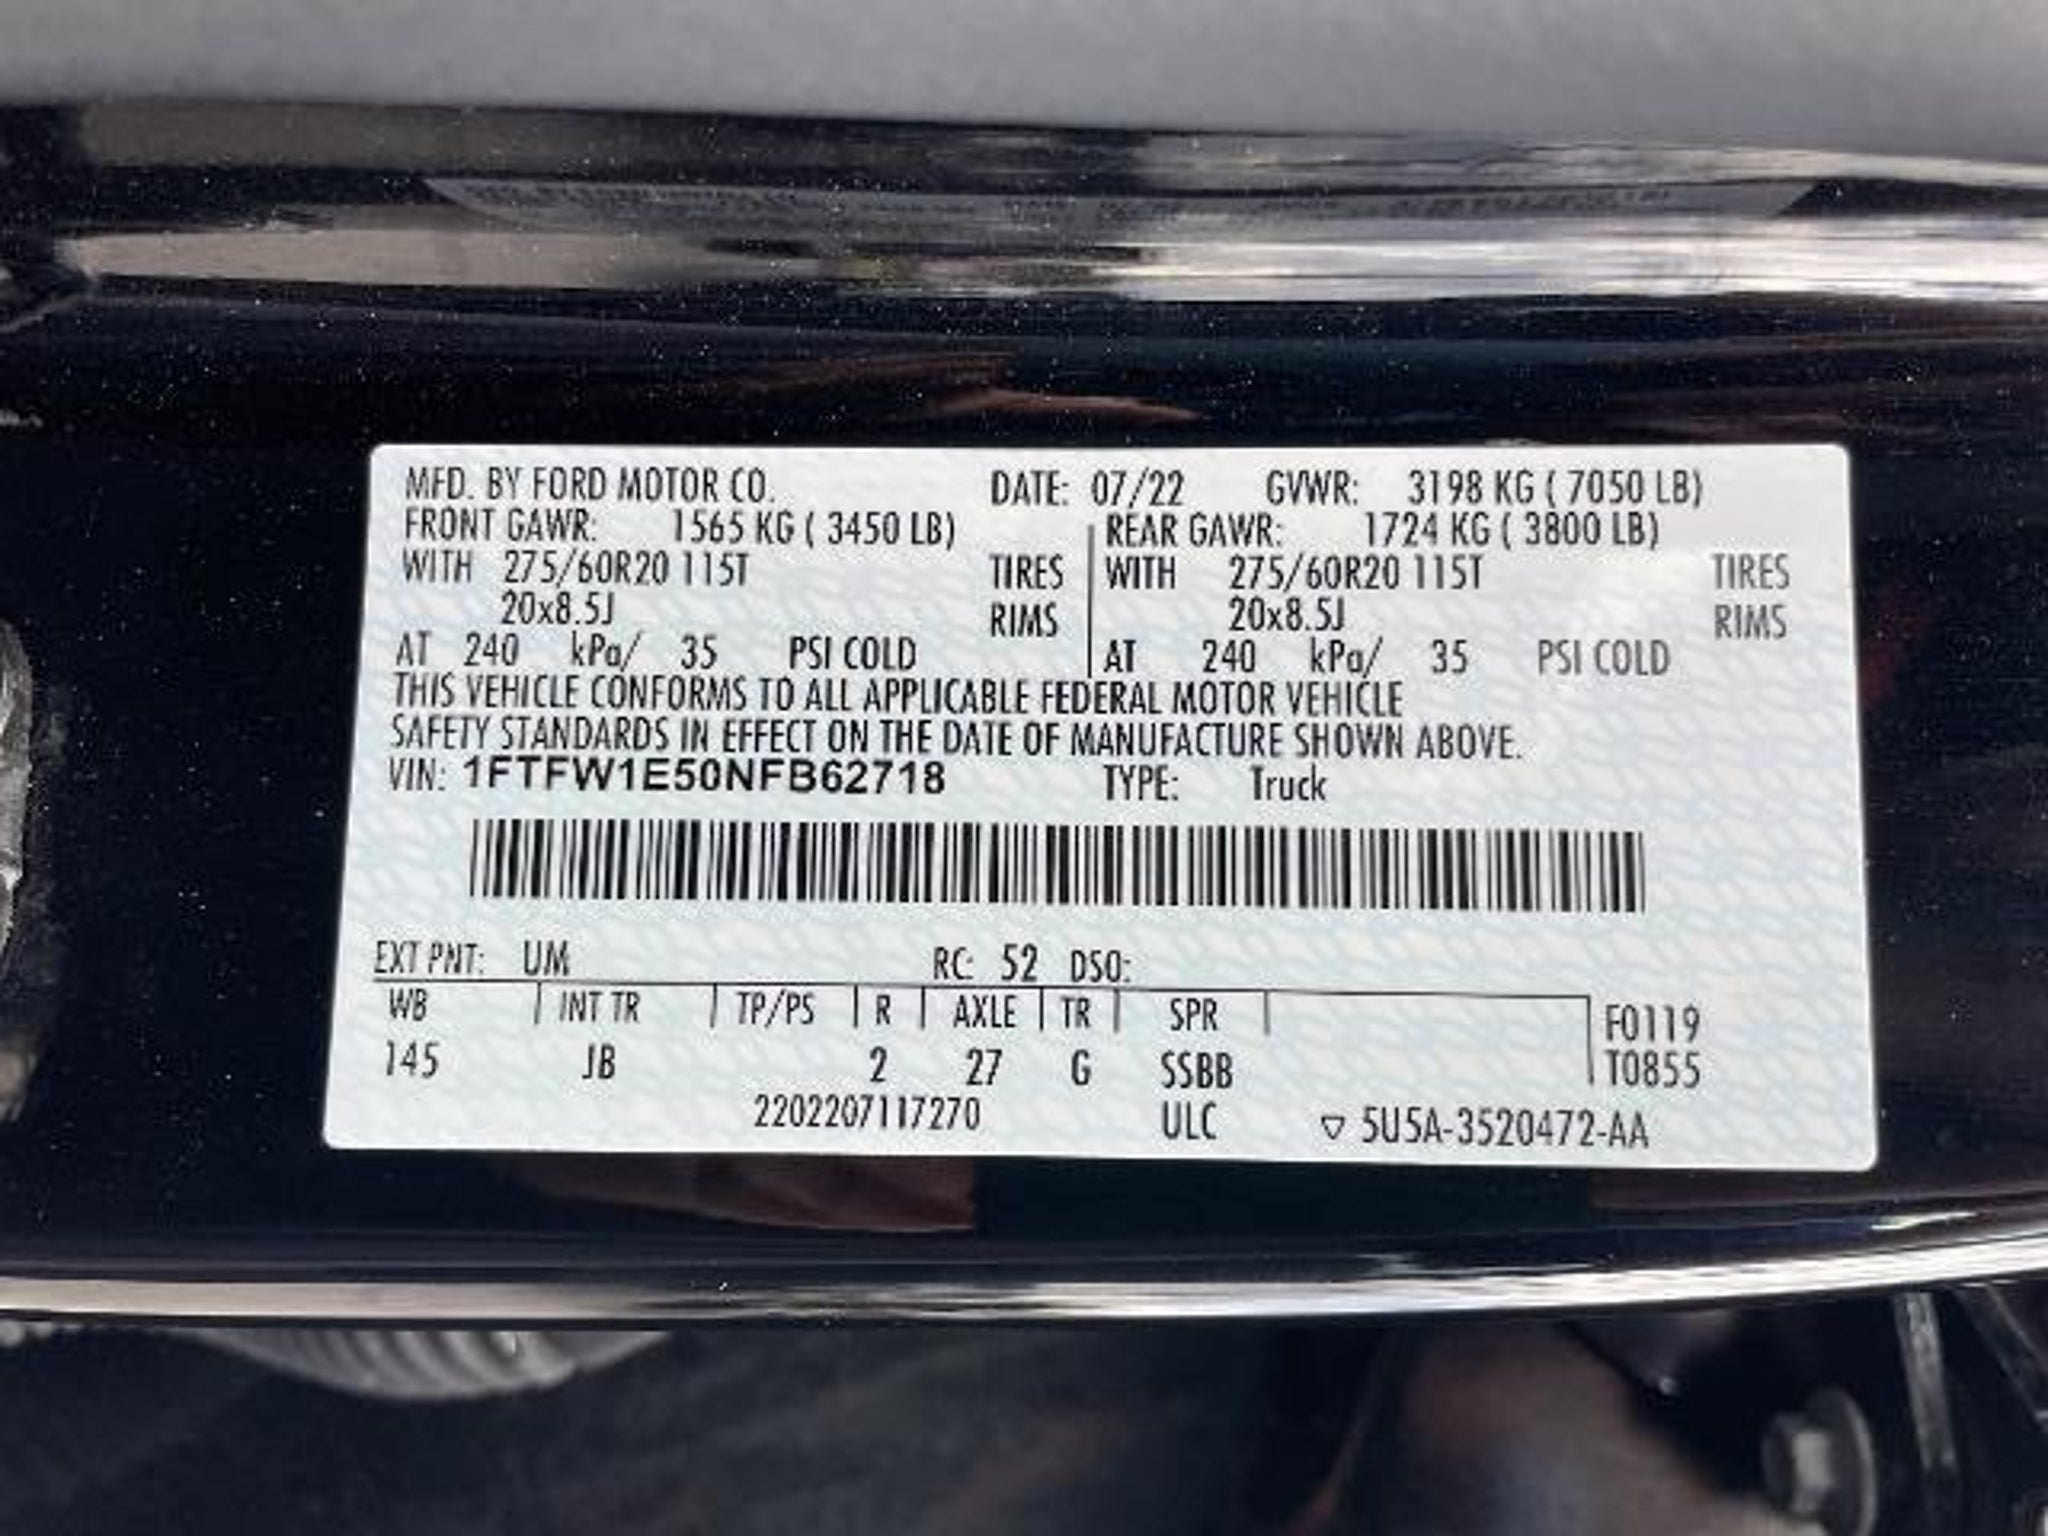 MFD. BY FORD MOTOR CO. DATE: 07/22 GVWR: 3198 KG ( 7050 LB)
FRONT GAWR: 1565 KG ( 3450 LB) REAR GAWR: 1724 KG ( 3800 LB)
WITH 275/60R20 115T TIRES WITH 275/60R20 115T TIRES
20x8.5J RIMS 20x8.5J RIMS
AT 240 kPa/ 35 PSI COLD AT 240 kPa/ 35 PSI COLD
THIS VEHICLE CONFORMS TO ALL APPLICABLE FEDERAL MOTOR VEHICLE
SAFETY STANDARDS IN EFFECT ON THE DATE OF MANUFACTURE SHOWN ABOVE.
VIN: 1FTFW1E50NFB62718 TYPE: Truck
EXT PNT: UM RC: 52 DSO:
WB INT TR TP/PS R AXLE TR SPR F0119
145 JB 2 27 G SSBB T0855
2202207117270 ULC ▽ 5U5A-3520472-AA